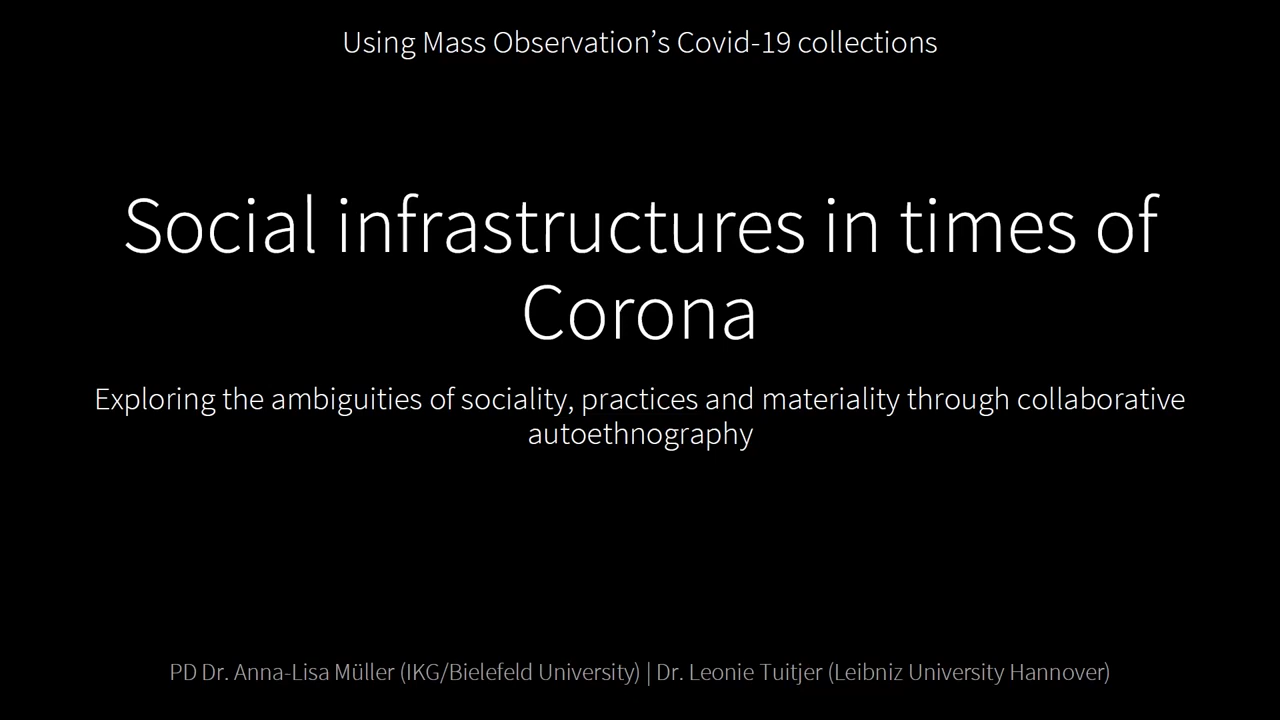 Using Mass Observation’s Covid-19 collections
Social infrastructures in times of
Corona
Exploring the ambiguities of sociality, practices and materiality through collaborative
autoethnography
PD Dr. Anna-Lisa Müller (IKG/Bielefeld University) | Dr. Leonie Tuitjer (Leibniz University Hannover)